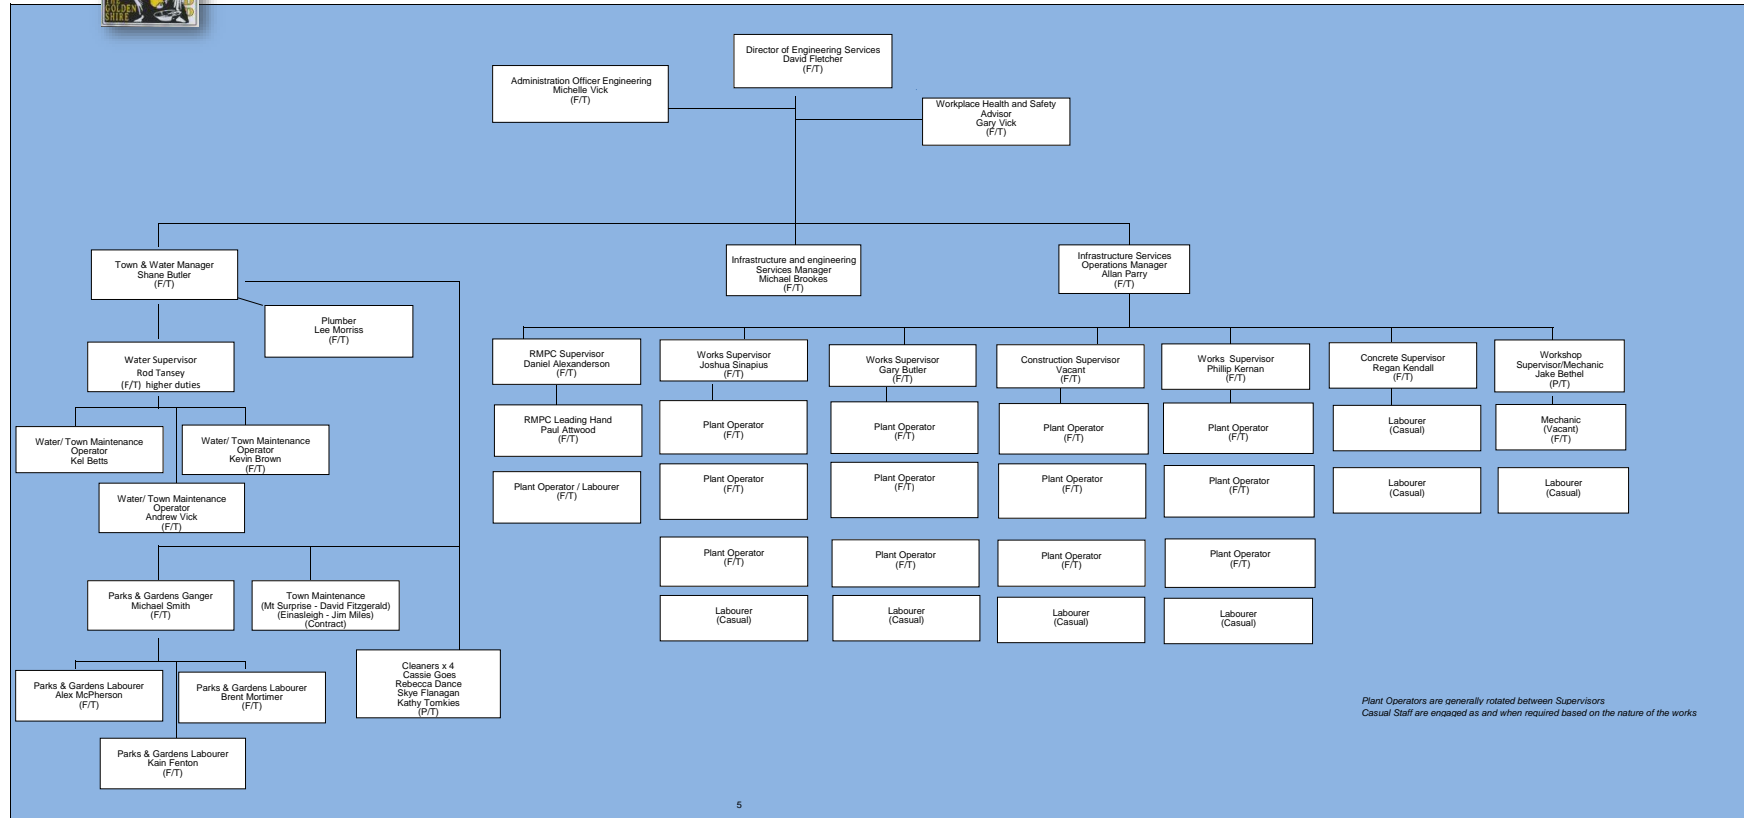 THE
GOLDEN
SHIRE
Director of Engineering Services
David Fletcher
(F/T)
Administration Officer Engineering
Michelle Vick
(F/T)
Workplace Health and Safety
Advisor
Gary Vick
(F/T)
Town & Water Manager
Shane Butler
(F/T)
Infrastructure and engineering
Services Manager
Michael Brookes
(F/T)
Infrastructure Services
Operations Manager
Allan Parry
(F/T)
Plumber
Lee Morriss
(F/T)
Water Supervisor
Rod Tansey
(F/T) higher duties
RMPC Supervisor
Daniel Alexanderson
(F/T)
Works Supervisor
Joshua Sinapius
(F/T)
Works Supervisor
Gary Butler
(F/T)
Construction Supervisor
Vacant
(F/T)
Works Supervisor
Phillip Kernan
(F/T)
Concrete Supervisor
Regan Kendall
(F/T)
Workshop
Supervisor/Mechanic
Jake Bethel
(P/T)
RMPC Leading Hand
Paul Attwood
(F/T)
Plant Operator
(F/T)
Plant Operator
(F/T)
Plant Operator
(F/T)
Plant Operator
(F/T)
Labourer
(Casual)
Mechanic
(Vacant)
(F/T)
Water/ Town Maintenance
Operator
Kel Betts
Water/ Town Maintenance
Operator
Kevin Brown
(F/T)
Water/ Town Maintenance
Operator
Andrew Vick
(F/T)
Plant Operator / Labourer
(F/T)
Plant Operator
(F/T)
Plant Operator
(F/T)
Plant Operator
(F/T)
Plant Operator
(F/T)
Labourer
(Casual)
Labourer
(Casual)
Plant Operator
(F/T)
Plant Operator
(F/T)
Plant Operator
(F/T)
Plant Operator
(F/T)
Parks & Gardens Ganger
Michael Smith
(F/T)
Town Maintenance
(Mt Surprise - David Fitzgerald)
(Einasleigh - Jim Miles)
(Contract)
Labourer
(Casual)
Labourer
(Casual)
Labourer
(Casual)
Labourer
(Casual)
Cleaners x 4
Cassie Goes
Rebecca Dance
Skye Flanagan
Kathy Tomkies
(P/T)
Parks & Gardens Labourer
Alex McPherson
(F/T)
Parks & Gardens Labourer
Brent Mortimer
(F/T)
Parks & Gardens Labourer
Kain Fenton
(F/T)
Plant Operators are generally rotated between Supervisors
Casual Staff are engaged as and when required based on the nature of the works
5